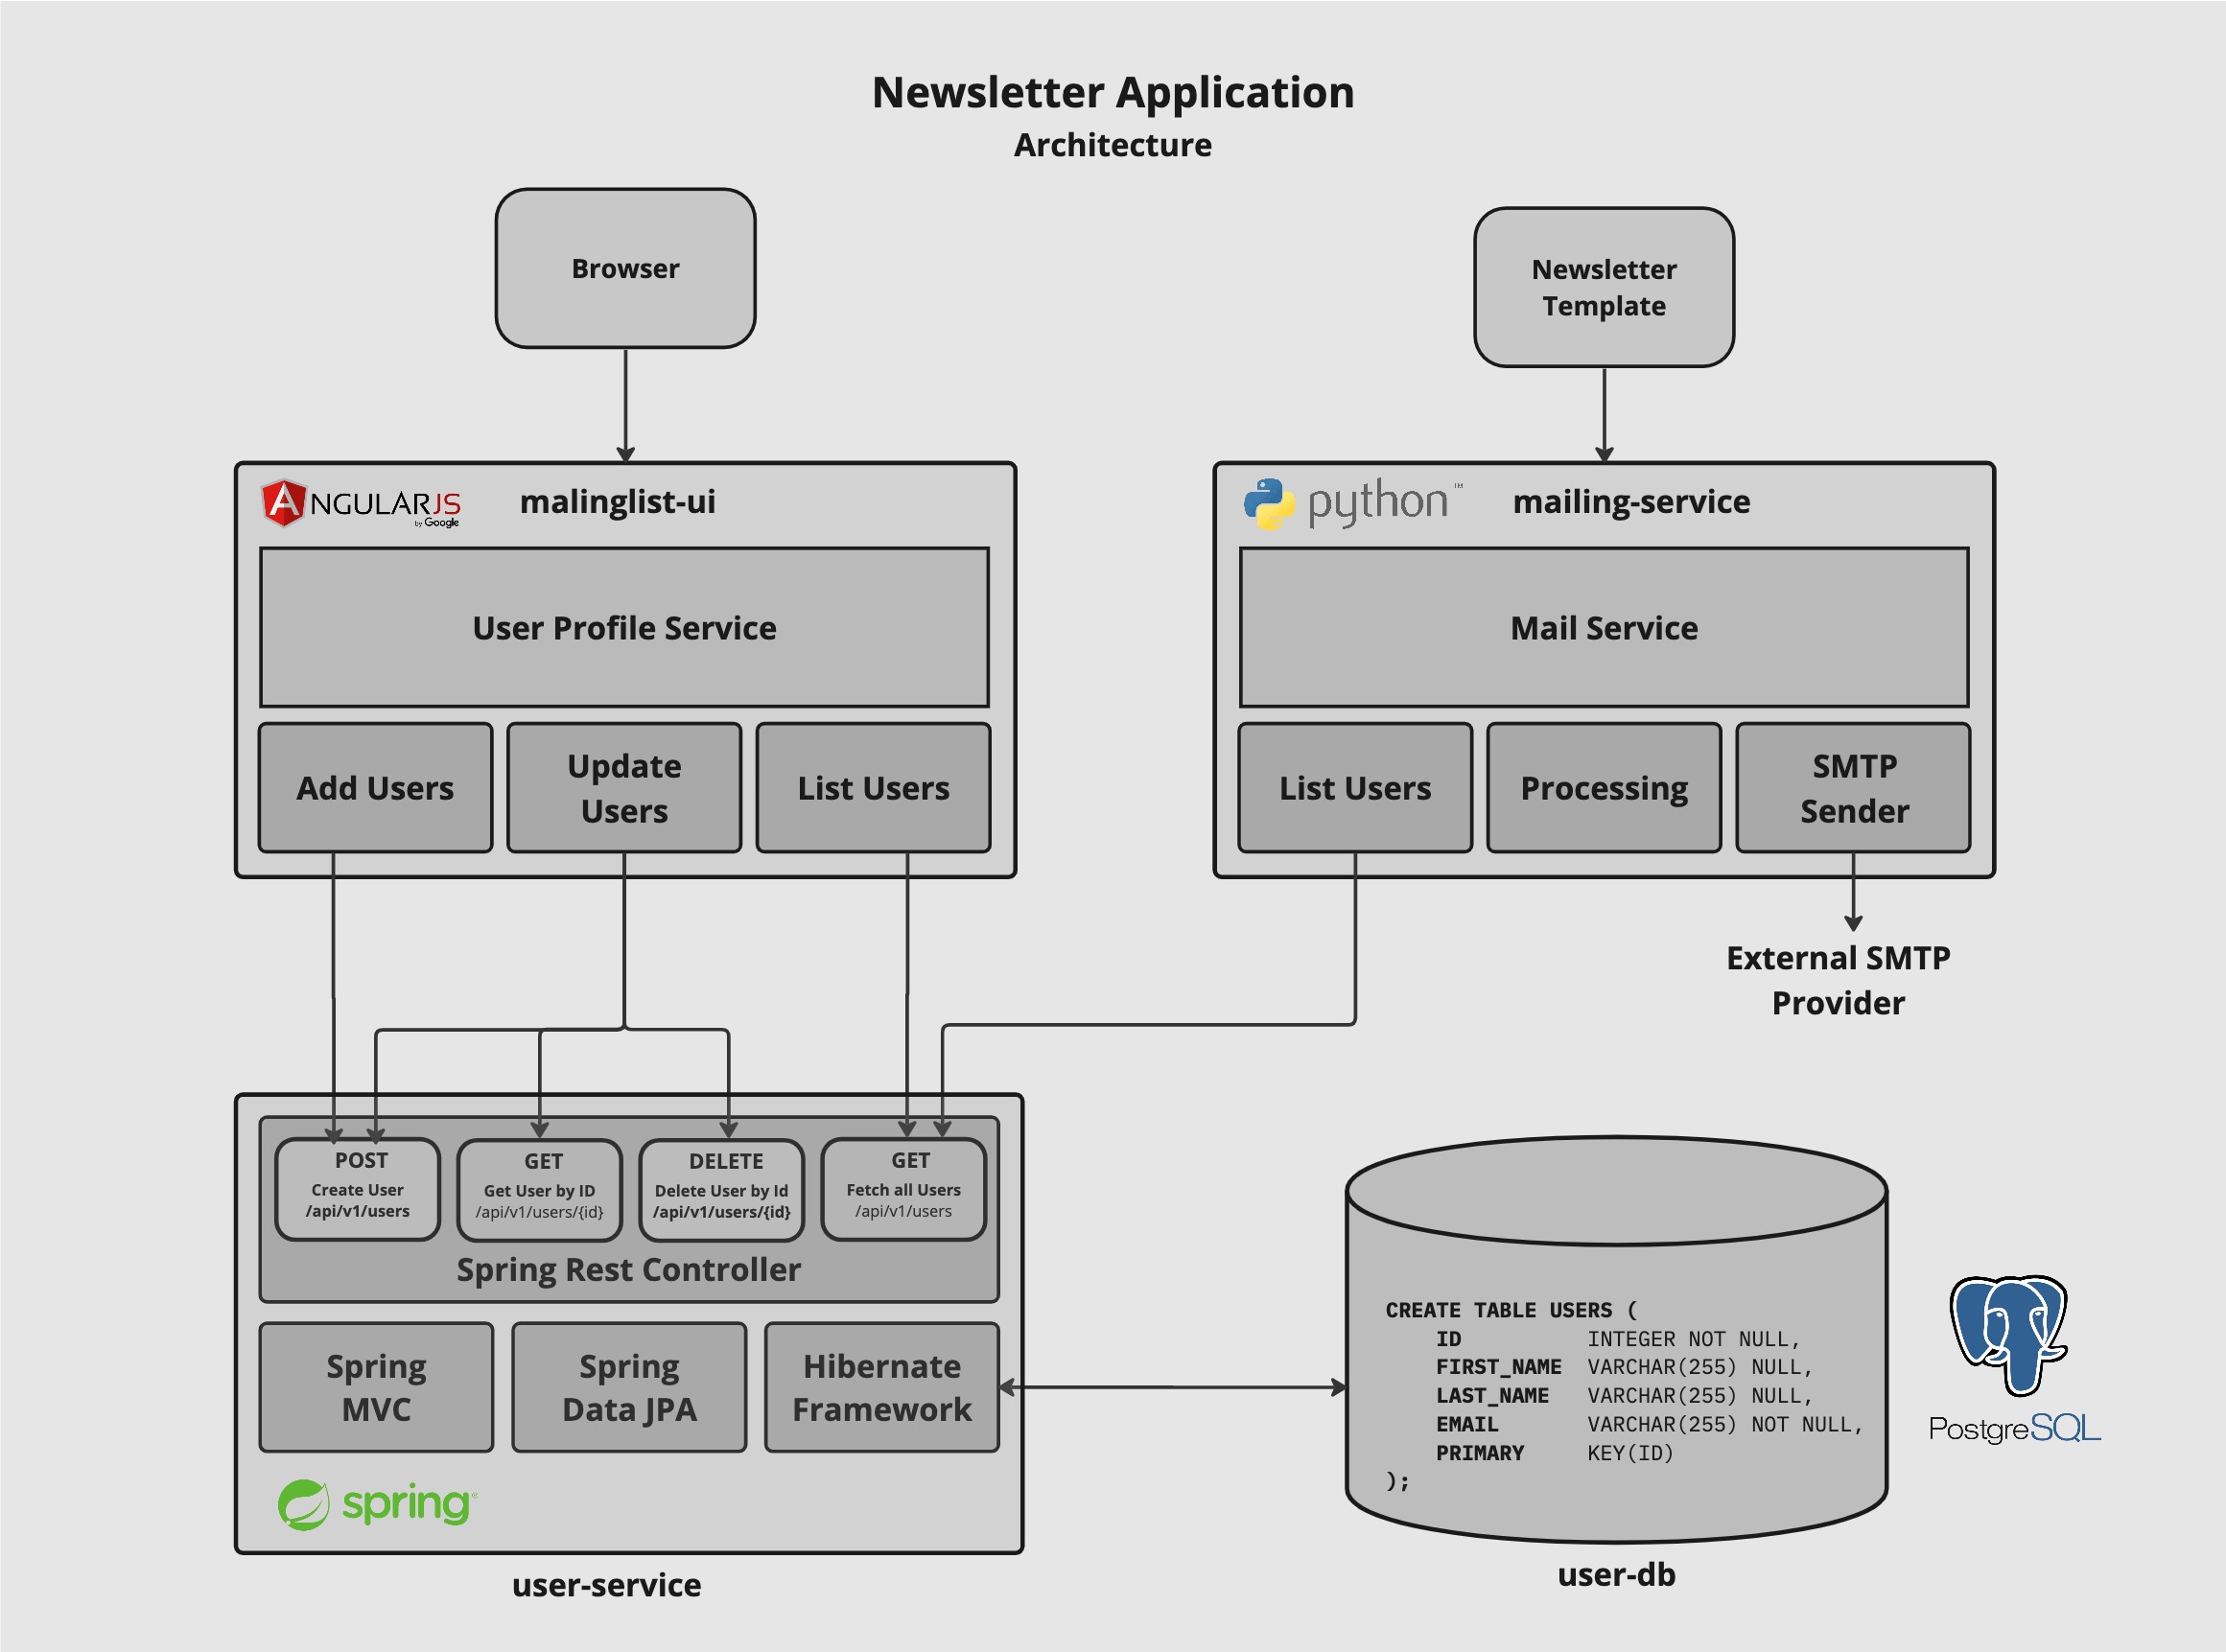 Newsletter Application
Architecture
Browser
Newsletter
Template
ANGULARJS
by Google
malinglist-ui
User Profile Service
Add Users
Update
Users
List Users
python™
mailing-service
Mail Service
List Users
Processing
SMTP
Sender
External SMTP
Provider
POST
Create User
/api/v1/users
GET
Get User by ID
/api/v1/users/{id}
DELETE
Delete User by Id
/api/v1/users/{id}
GET
Fetch all Users
/api/v1/users
Spring Rest Controller
Spring
MVC
Spring
Data JPA
Hibernate
Framework
spring®
user-service
CREATE TABLE USERS (
ID INTEGER NOT NULL,
FIRST_NAME VARCHAR(255) NULL,
LAST_NAME VARCHAR(255) NULL,
EMAIL VARCHAR(255) NOT NULL,
PRIMARY KEY(ID)
);
user-db
PostgreSQL